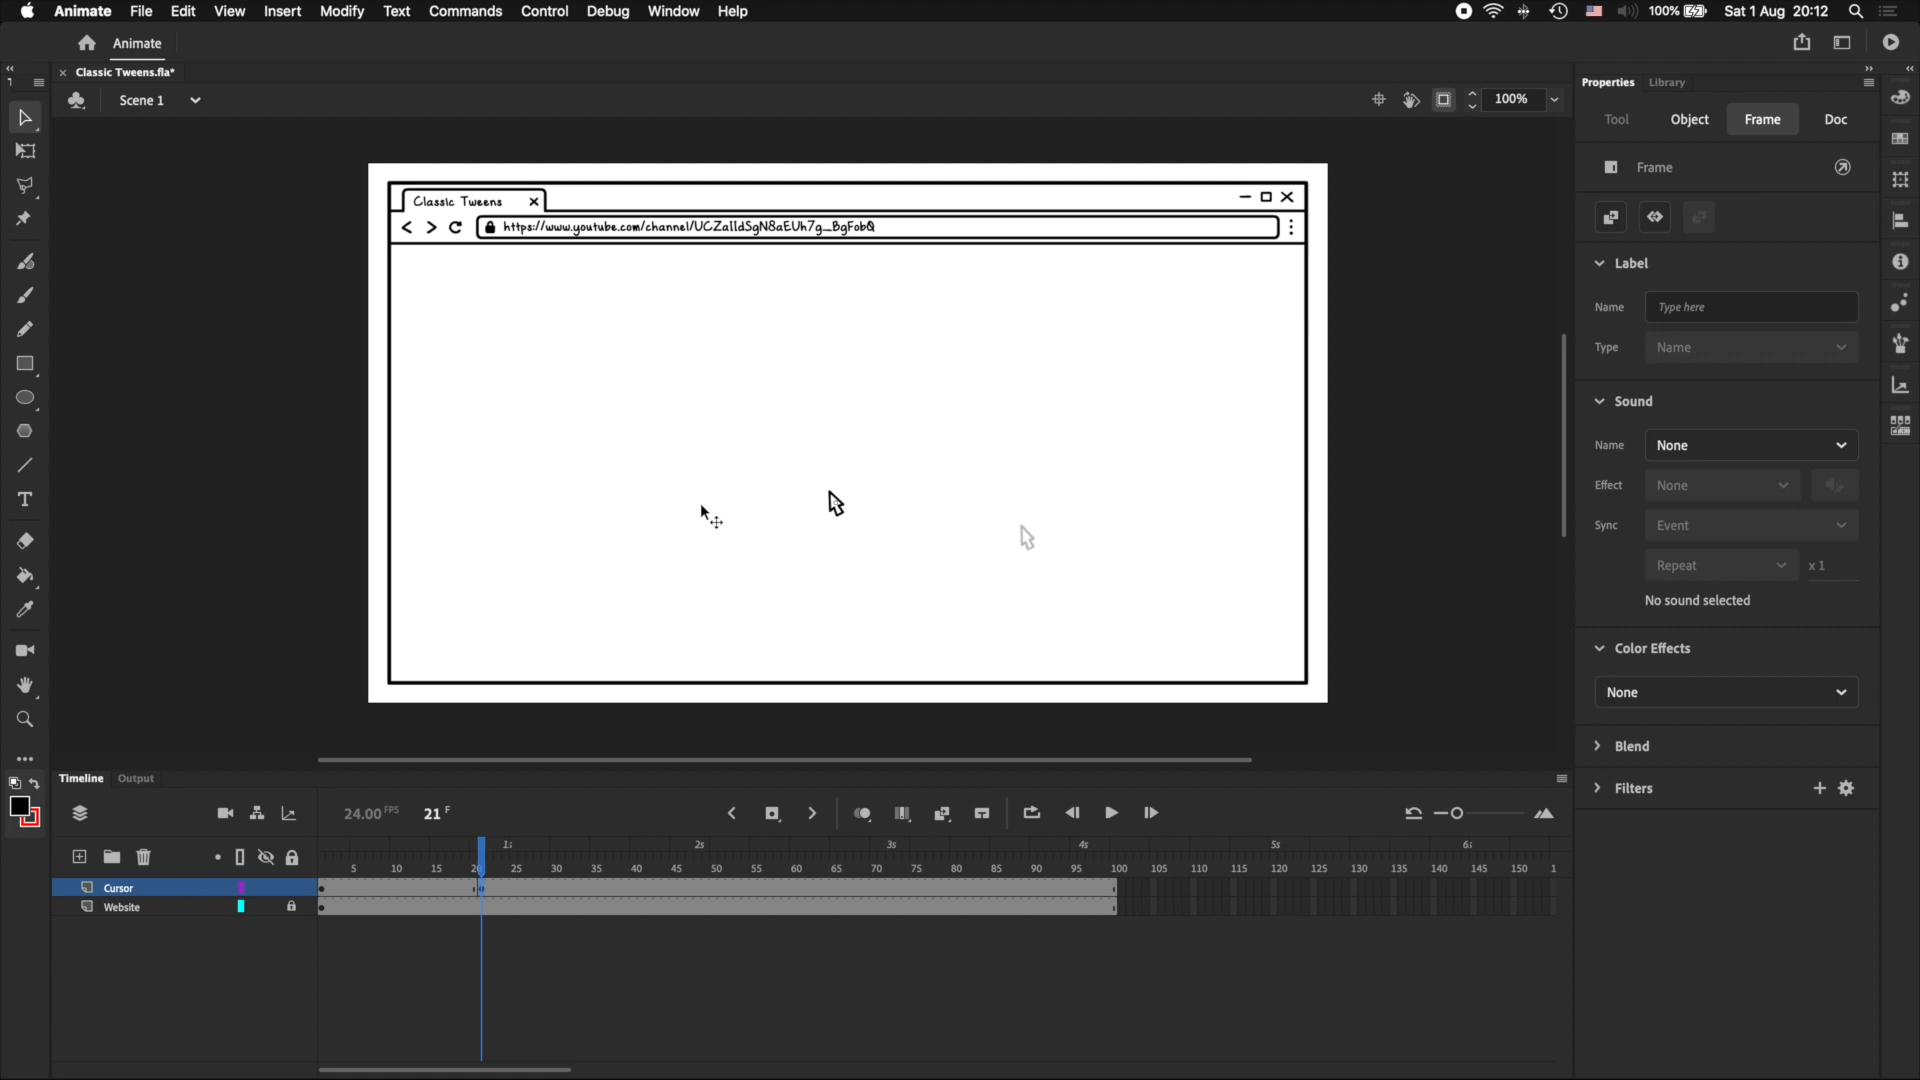 Animate File Edit View Insert Modify Text Commands Control Debug Window Help 100% Sat 1 Aug 20:12
Animate
Classic Tweens.fla*
Scene 1 100%
Properties Library
Tool Object Frame Doc
Frame
Label
Name Type here
Type Name
Sound
Name None
Effect None
Sync Event
Repeat x 1
No sound selected
Color Effects
None
Blend
Filters
Classic Tweens
https://www.youtube.com/channel/UCZaIldSgN8aEUh7g_BgFobQ
Timeline Output
24.00 FPS 21 F
1s 2s 3s 4s 5s 6s
5 10 15 20 25 30 35 40 45 50 55 60 65 70 75 80 85 90 95 100 105 110 115 120 125 130 135 140 145 150
Cursor
Website